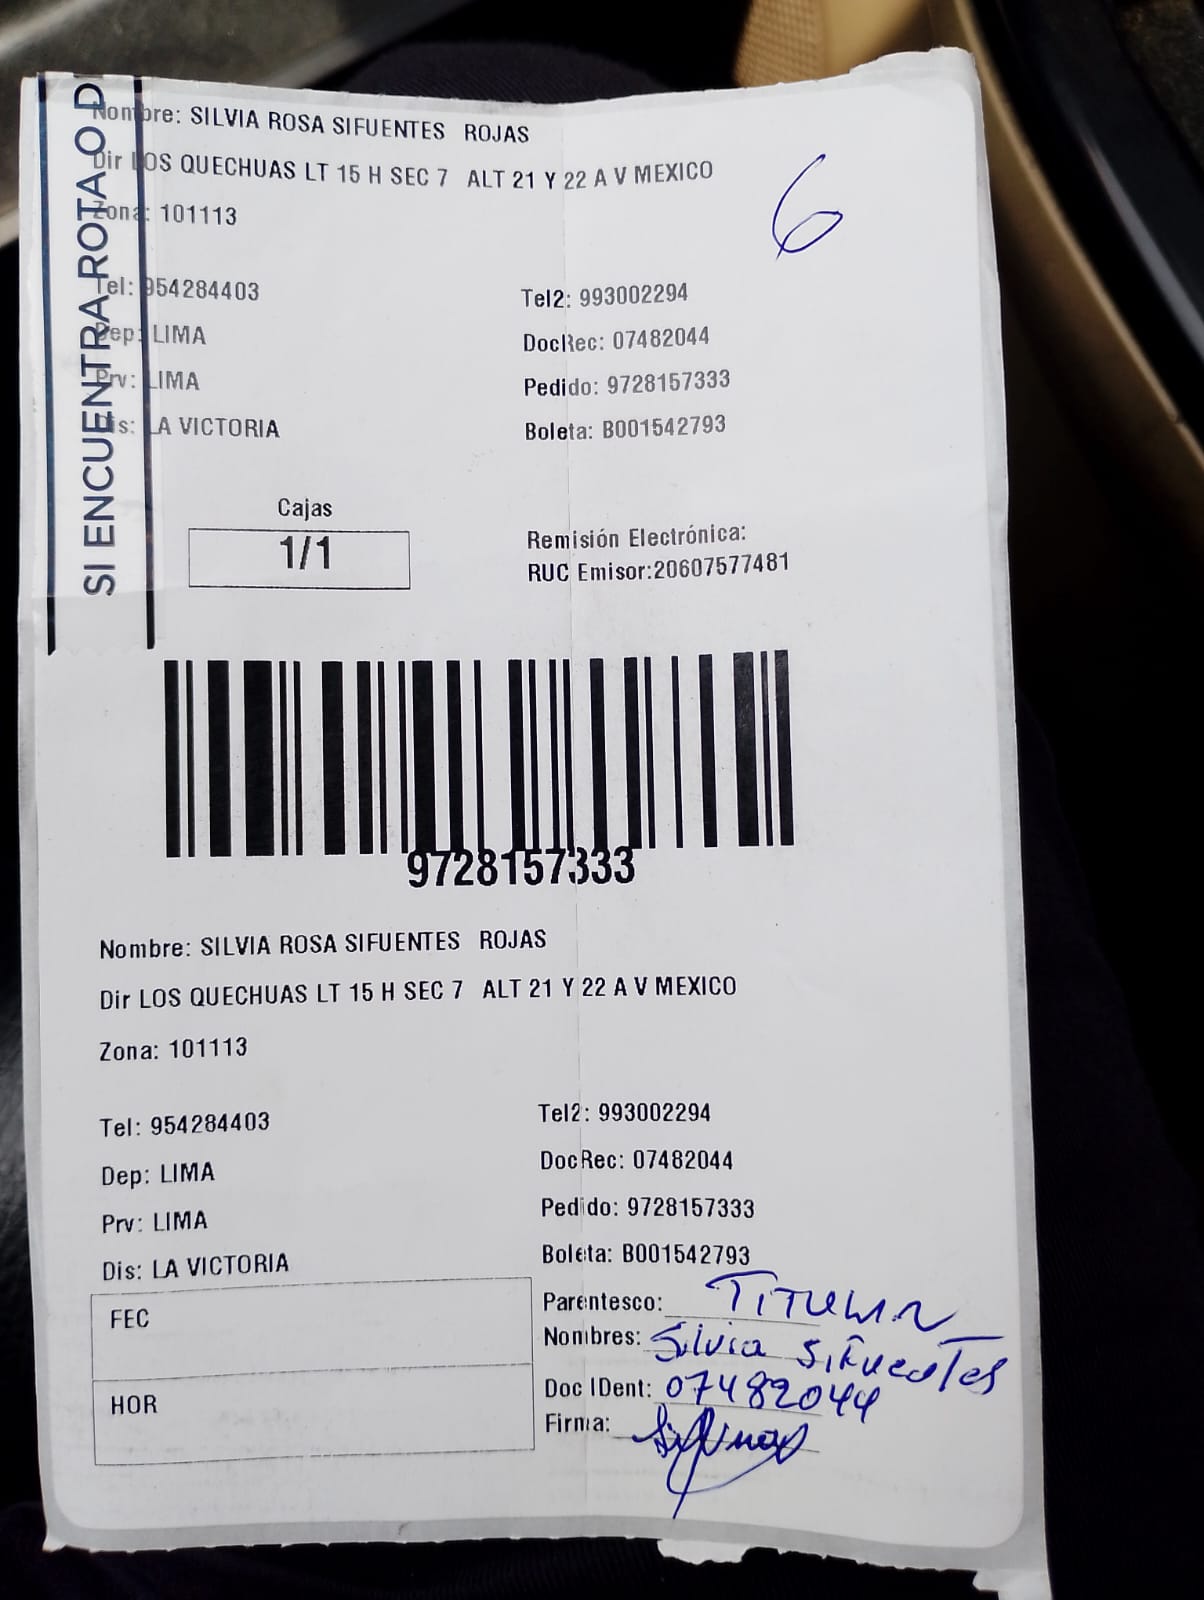 SI ENCUENTRA ROTA O D
Nombre: SILVIA ROSA SIFUENTES ROJAS
Dir LOS QUECHUAS LT 15 H SEC 7 ALT 21 Y 22 A V MEXICO
Zona: 101113
6
Tel: 954284403 Tel2: 993002294
Dep: LIMA DocRec: 07482044
Prv: LIMA Pedido: 9728157333
Dis: LA VICTORIA Boleta: B001542793
Cajas
1/1
Remisión Electrónica:
RUC Emisor:20607577481
9728157333
Nombre: SILVIA ROSA SIFUENTES ROJAS
Dir LOS QUECHUAS LT 15 H SEC 7 ALT 21 Y 22 A V MEXICO
Zona: 101113
Tel: 954284403 Tel2: 993002294
Dep: LIMA DocRec: 07482044
Prv: LIMA Pedido: 9728157333
Dis: LA VICTORIA Boleta: B001542793
FEC
HOR
Parentesco: TITULAR
Nombres: Silvia Sifuentes
Doc IDent: 07482044
Firma: